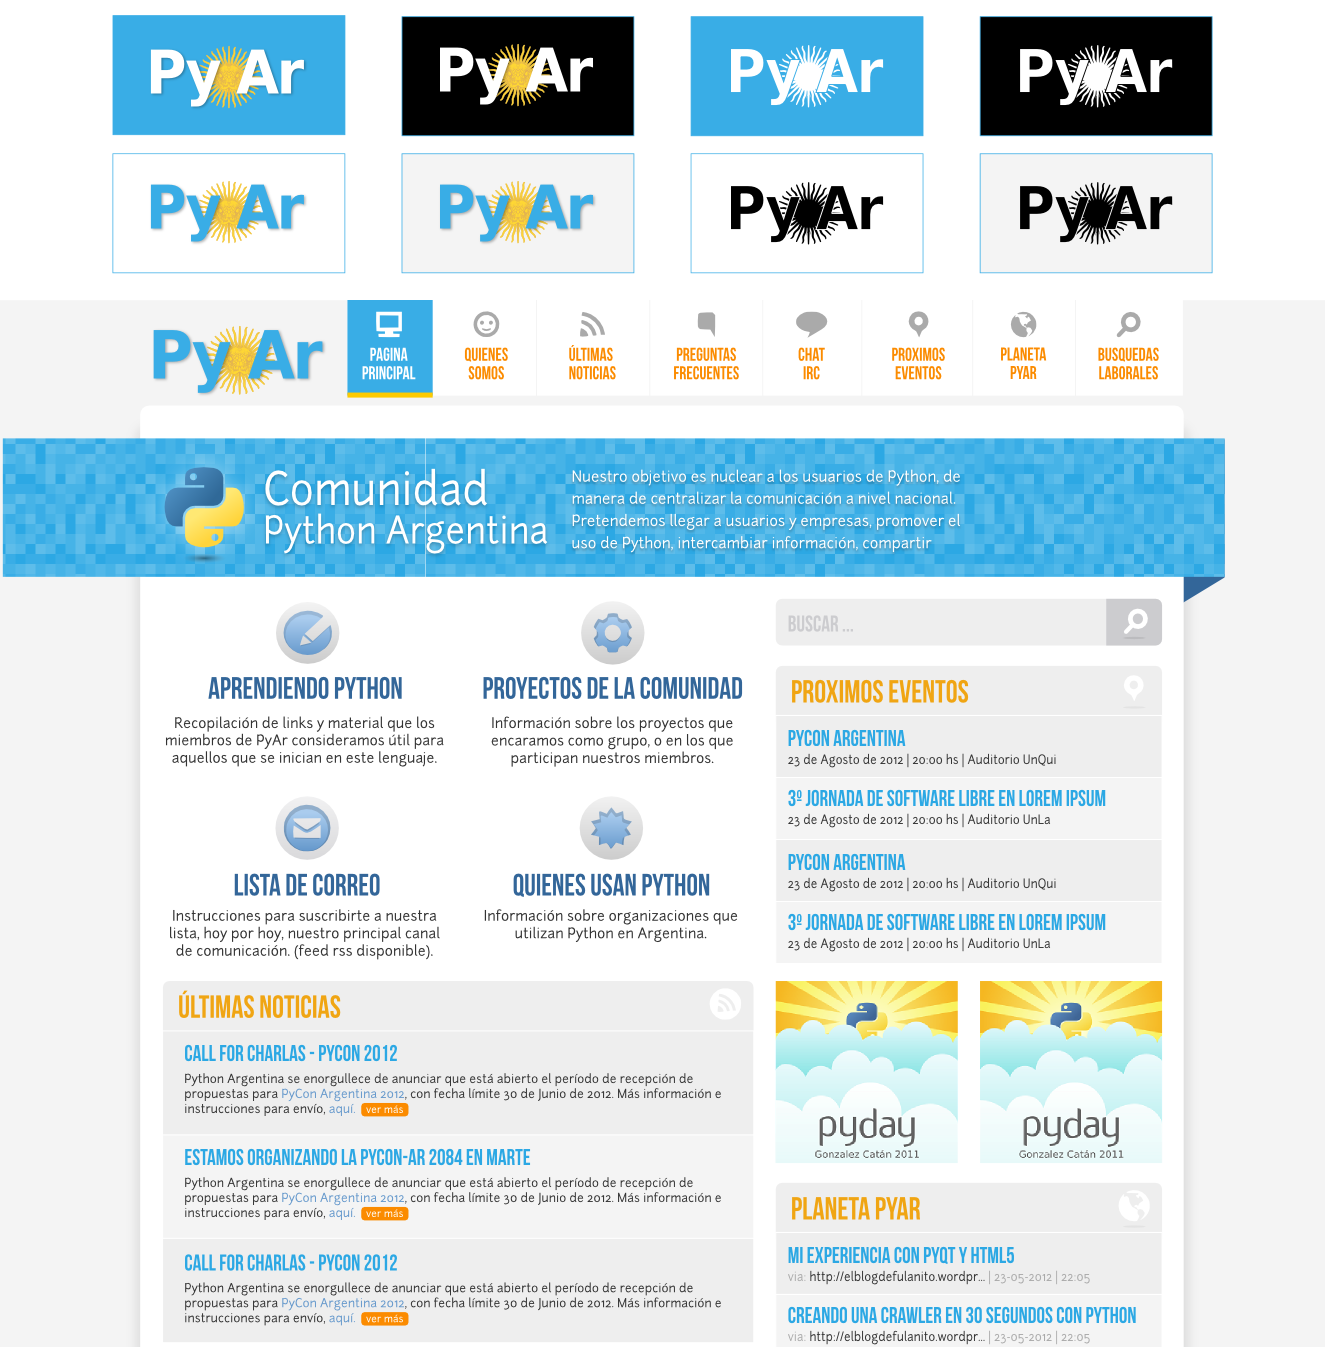 PyAr
PyAr
PyAr
PyAr
PyAr
PyAr
PyAr
PyAr
PyAr
PAGINA
PRINCIPAL
QUIENES
SOMOS
ÚLTIMAS
NOTICIAS
PREGUNTAS
FRECUENTES
CHAT
IRC
PROXIMOS
EVENTOS
PLANETA
PYAR
BUSQUEDAS
LABORALES
Comunidad
Python Argentina
Nuestro objetivo es nuclear a los usuarios de Python, de
manera de centralizar la comunicación a nivel nacional.
Pretendemos llegar a usuarios y empresas, promover el
uso de Python, intercambiar información, compartir
APRENDIENDO PYTHON
Recopilación de links y material que los
miembros de PyAr consideramos útil para
aquellos que se inician en este lenguaje.
PROYECTOS DE LA COMUNIDAD
Información sobre los proyectos que
encaramos como grupo, o en los que
participan nuestros miembros.
LISTA DE CORREO
Instrucciones para suscribirte a nuestra
lista, hoy por hoy, nuestro principal canal
de comunicación. (feed rss disponible).
QUIENES USAN PYTHON
Información sobre organizaciones que
utilizan Python en Argentina.
ÚLTIMAS NOTICIAS
CALL FOR CHARLAS - PYCON 2012
Python Argentina se enorgullece de anunciar que está abierto el período de recepción de
propuestas para PyCon Argentina 2012, con fecha límite 30 de Junio de 2012. Más información e
instrucciones para envío, aquí. ver más
ESTAMOS ORGANIZANDO LA PYCON-AR 2084 EN MARTE
Python Argentina se enorgullece de anunciar que está abierto el período de recepción de
propuestas para PyCon Argentina 2012, con fecha límite 30 de Junio de 2012. Más información e
instrucciones para envío, aquí. ver más
CALL FOR CHARLAS - PYCON 2012
Python Argentina se enorgullece de anunciar que está abierto el período de recepción de
propuestas para PyCon Argentina 2012, con fecha límite 30 de Junio de 2012. Más información e
instrucciones para envío, aquí. ver más
BUSCAR ...
PROXIMOS EVENTOS
PYCON ARGENTINA
23 de Agosto de 2012 | 20:00 hs | Auditorio UnQui
3º JORNADA DE SOFTWARE LIBRE EN LOREM IPSUM
23 de Agosto de 2012 | 20:00 hs | Auditorio UnLa
PYCON ARGENTINA
23 de Agosto de 2012 | 20:00 hs | Auditorio UnQui
3º JORNADA DE SOFTWARE LIBRE EN LOREM IPSUM
23 de Agosto de 2012 | 20:00 hs | Auditorio UnLa
pyday
Gonzalez Catán 2011
pyday
Gonzalez Catán 2011
PLANETA PYAR
MI EXPERIENCIA CON PYQT Y HTML5
via: http://elblogdefulanito.wordpr... | 23-05-2012 | 22:05
CREANDO UNA CRAWLER EN 30 SEGUNDOS CON PYTHON
via: http://elblogdefulanito.wordpr... | 23-05-2012 | 22:05